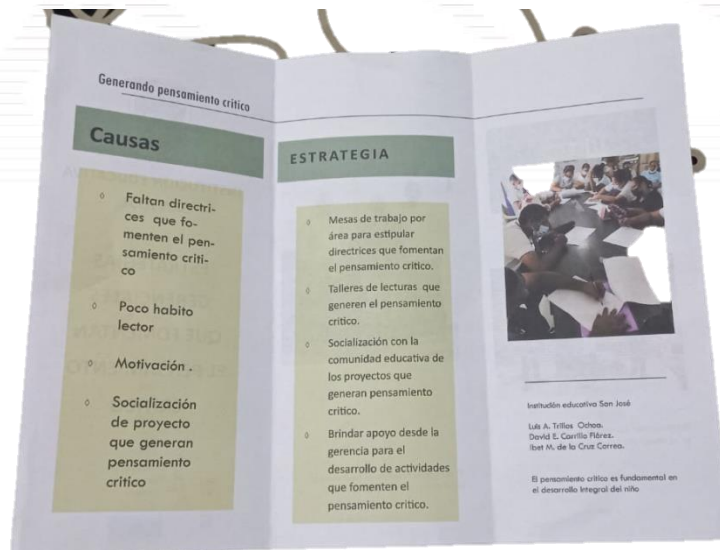 Generando pensamiento critico
Causas
◊ Faltan directri-
ces que fo-
menten el pen-
samiento criti-
co
◊ Poco habito
lector
◊ Motivación .
◊ Socialización
de proyecto
que generan
pensamiento
critico
ESTRATEGIA
◊ Mesas de trabajo por
área para estipular
directrices que fomentan
el pensamiento critico.
◊ Talleres de lecturas que
generen el pensamiento
critico.
◊ Socialización con la
comunidad educativa de
los proyectos que
generan pensamiento
critico.
◊ Brindar apoyo desde la
gerencia para el
desarrollo de actividades
que fomenten el
pensamiento critico.
Institución educativa San José
Luis A. Trillos Ochoa.
David E. Carrillo Flórez.
Ibet M. de la Cruz Correa.
El pensamiento critico es fundamental en
el desarrollo integral del niño